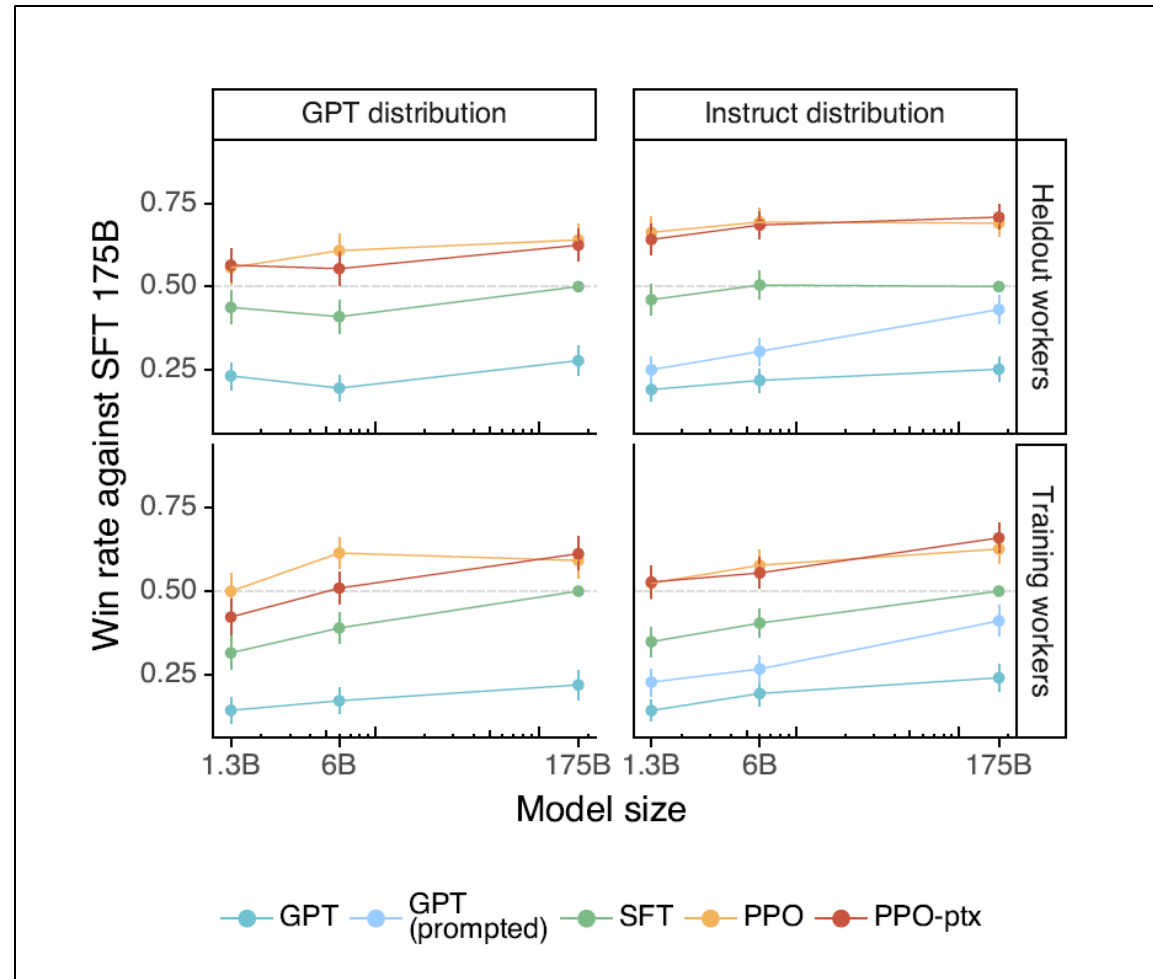 GPT distribution
Instruct distribution
Win rate against SFT 175B
0.75
0.50
0.25
Heldout workers
0.75
0.50
0.25
Training workers
1.3B
6B
175B
1.3B
6B
175B
Model size
GPT
GPT
(prompted)
SFT
PPO
PPO-ptx